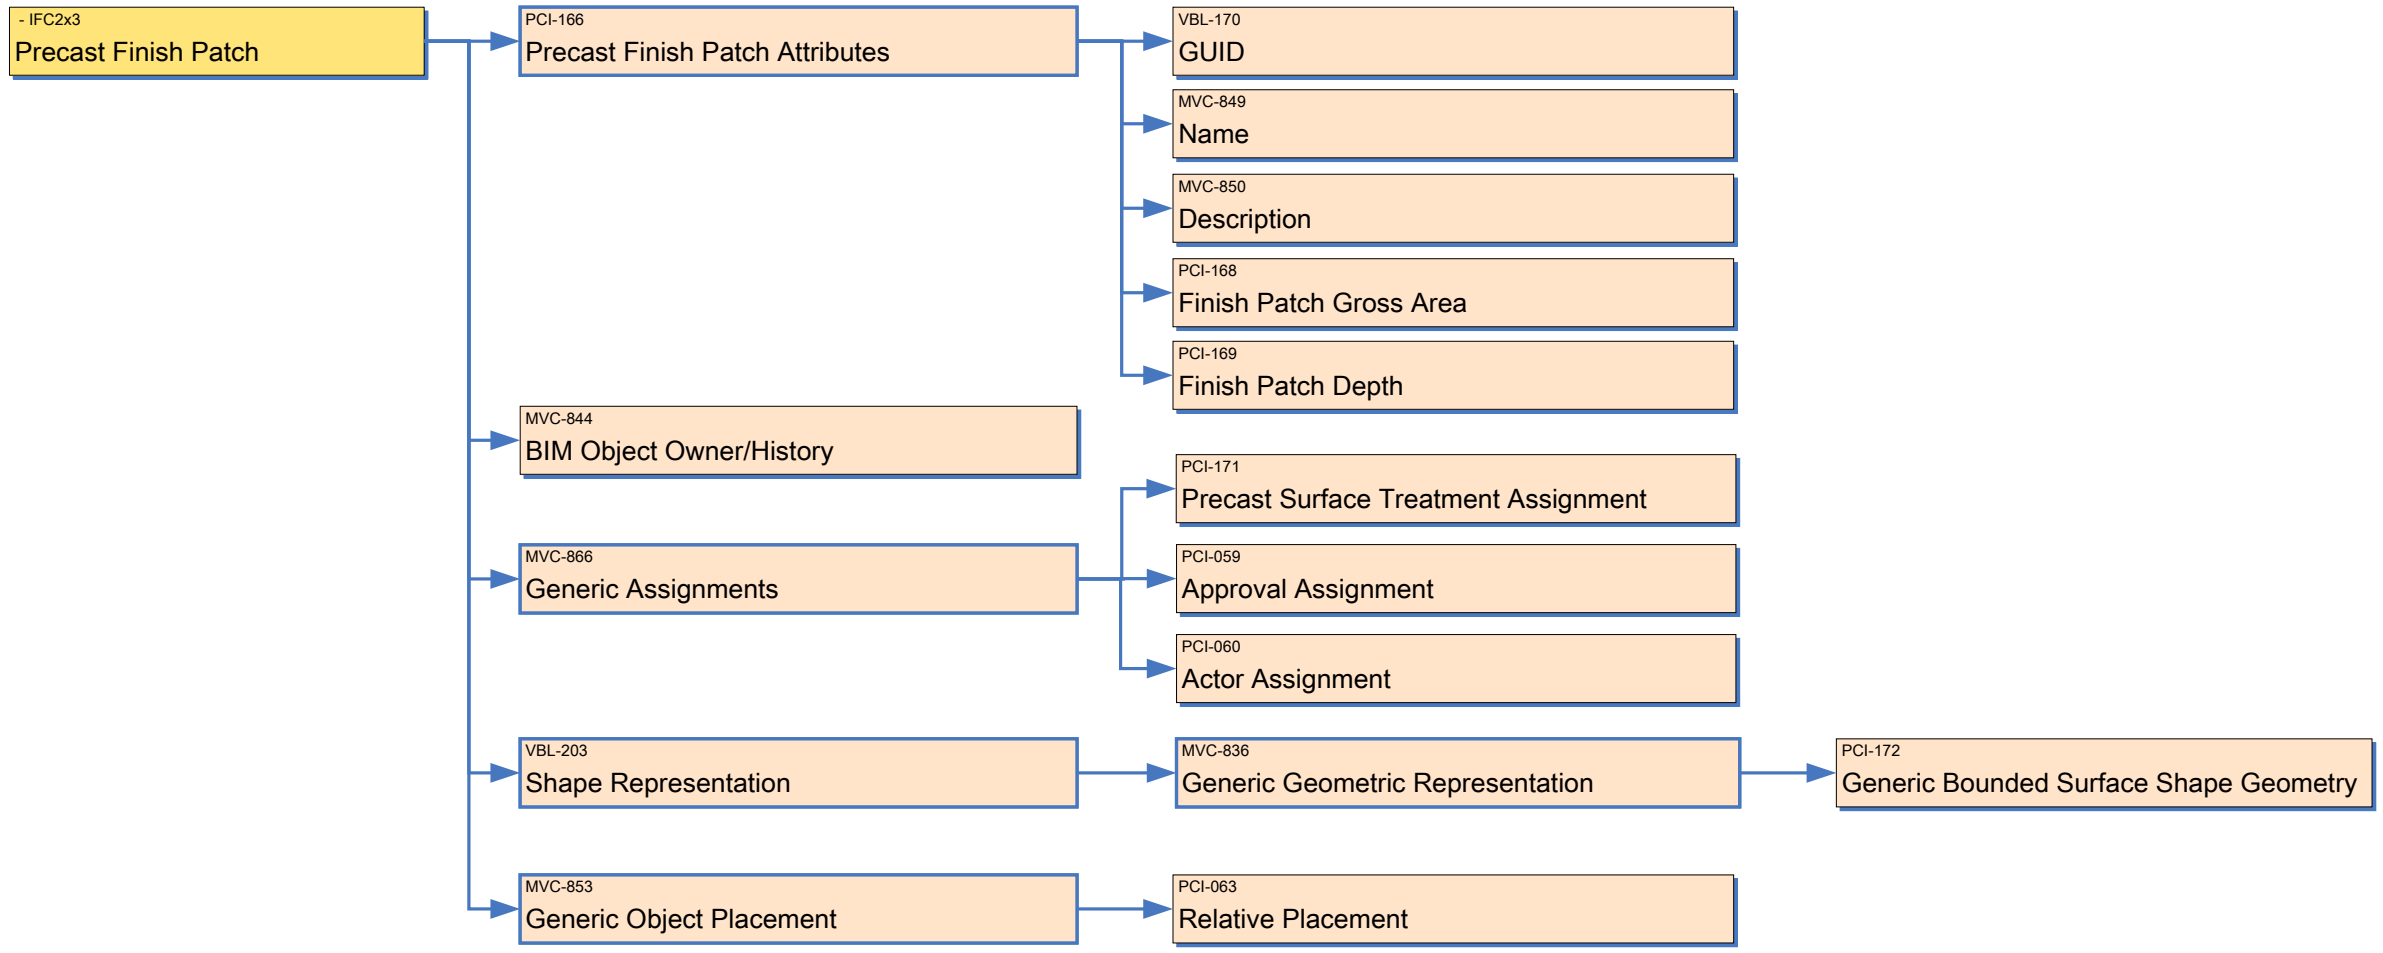 - IFC2x3
Precast Finish Patch
PCI-166
Precast Finish Patch Attributes
VBL-170
GUID
MVC-849
Name
MVC-850
Description
PCI-168
Finish Patch Gross Area
PCI-169
Finish Patch Depth
MVC-844
BIM Object Owner/History
MVC-866
Generic Assignments
PCI-171
Precast Surface Treatment Assignment
PCI-059
Approval Assignment
PCI-060
Actor Assignment
VBL-203
Shape Representation
MVC-836
Generic Geometric Representation
PCI-172
Generic Bounded Surface Shape Geometry
MVC-853
Generic Object Placement
PCI-063
Relative Placement